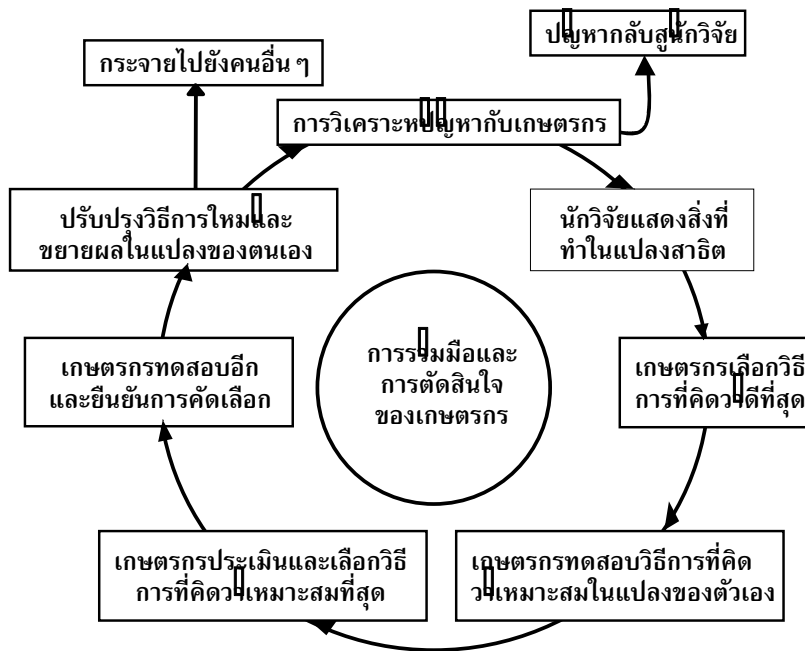 ปัญหากลับสู่นักวิจัย
กระจายไปยังคนอื่น ๆ
การวิเคราะห์ปัญหากับเกษตรกร
นักวิจัยแสดงสิ่งที่
ทำในแปลงสาธิต
เกษตรกรเลือกวิธี
การที่คิดว่าดีที่สุด
เกษตรกรทดสอบวิธีการที่คิด
ว่าเหมาะสมในแปลงของตัวเอง
เกษตรกรประเมินและเลือกวิธี
การที่คิดว่าเหมาะสมที่สุด
เกษตรกรทดสอบอีก
และยืนยันการคัดเลือก
ปรับปรุงวิธีการใหม่และ
ขยายผลในแปลงของตนเอง
การร่วมมือและ
การตัดสินใจ
ของเกษตรกร